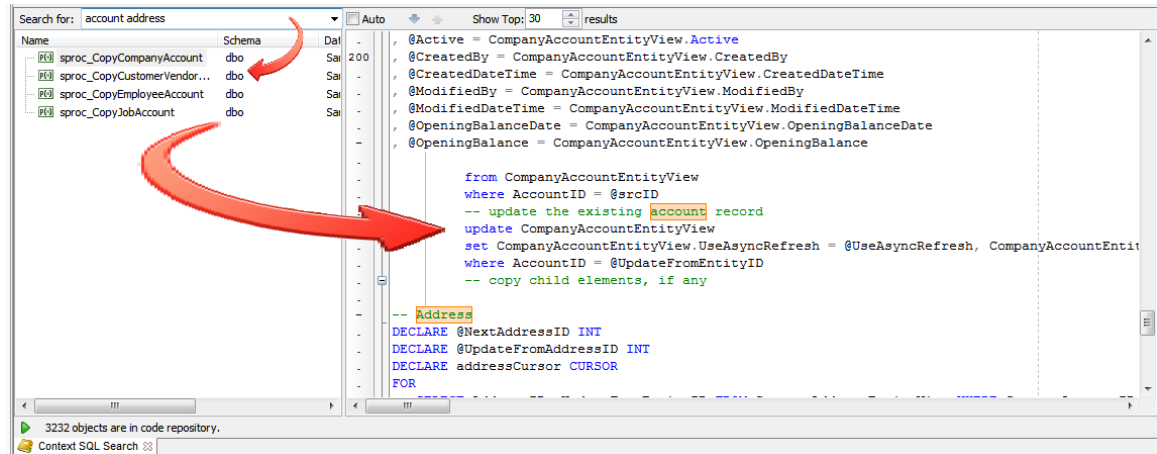 Search for: account address Auto Show Top: 30 results
Name Schema Dat
sproc_CopyCompanyAccount dbo Sar
sproc_CopyCustomerVendor... dbo Sar
sproc_CopyEmployeeAccount dbo Sar
sproc_CopyJobAccount dbo Sar
, @Active = CompanyAccountEntityView.Active
200 , @CreatedBy = CompanyAccountEntityView.CreatedBy
, @CreatedDateTime = CompanyAccountEntityView.CreatedDateTime
, @ModifiedBy = CompanyAccountEntityView.ModifiedBy
, @ModifiedDateTime = CompanyAccountEntityView.ModifiedDateTime
, @OpeningBalanceDate = CompanyAccountEntityView.OpeningBalanceDate
, @OpeningBalance = CompanyAccountEntityView.OpeningBalance
from CompanyAccountEntityView
where AccountID = @srcID
-- update the existing account record
update CompanyAccountEntityView
set CompanyAccountEntityView.UseAsyncRefresh = @UseAsyncRefresh, CompanyAccountEntit
where AccountID = @UpdateFromEntityID
-- copy child elements, if any
-- Address
DECLARE @NextAddressID INT
DECLARE @UpdateFromAddressID INT
DECLARE addressCursor CURSOR
FOR
3232 objects are in code repository.
Context SQL Search